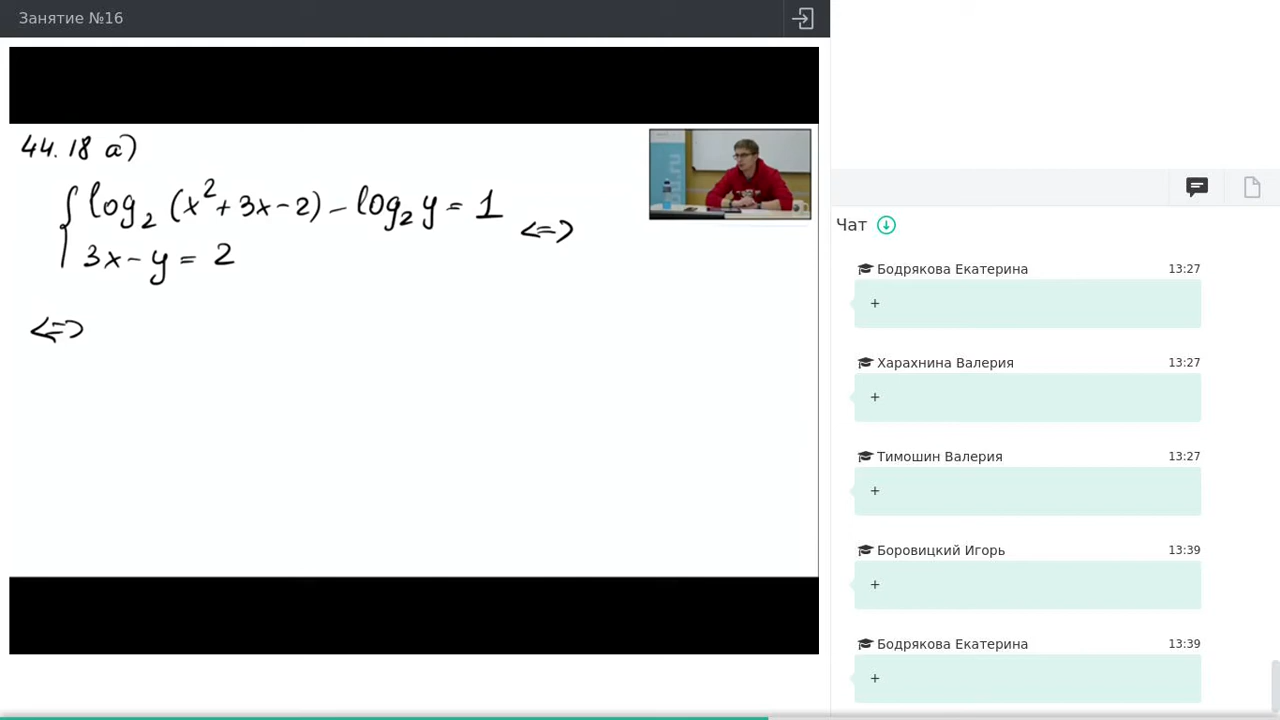 Занятие №16
44.18 а)
{ log₂ (x² + 3x - 2) - log₂ y = 1
3x - y = 2
<=>
<=>
Чат
Бодрякова Екатерина 13:27
+
Харахнина Валерия 13:27
+
Тимошин Валерия 13:27
+
Боровицкий Игорь 13:39
+
Бодрякова Екатерина 13:39
+